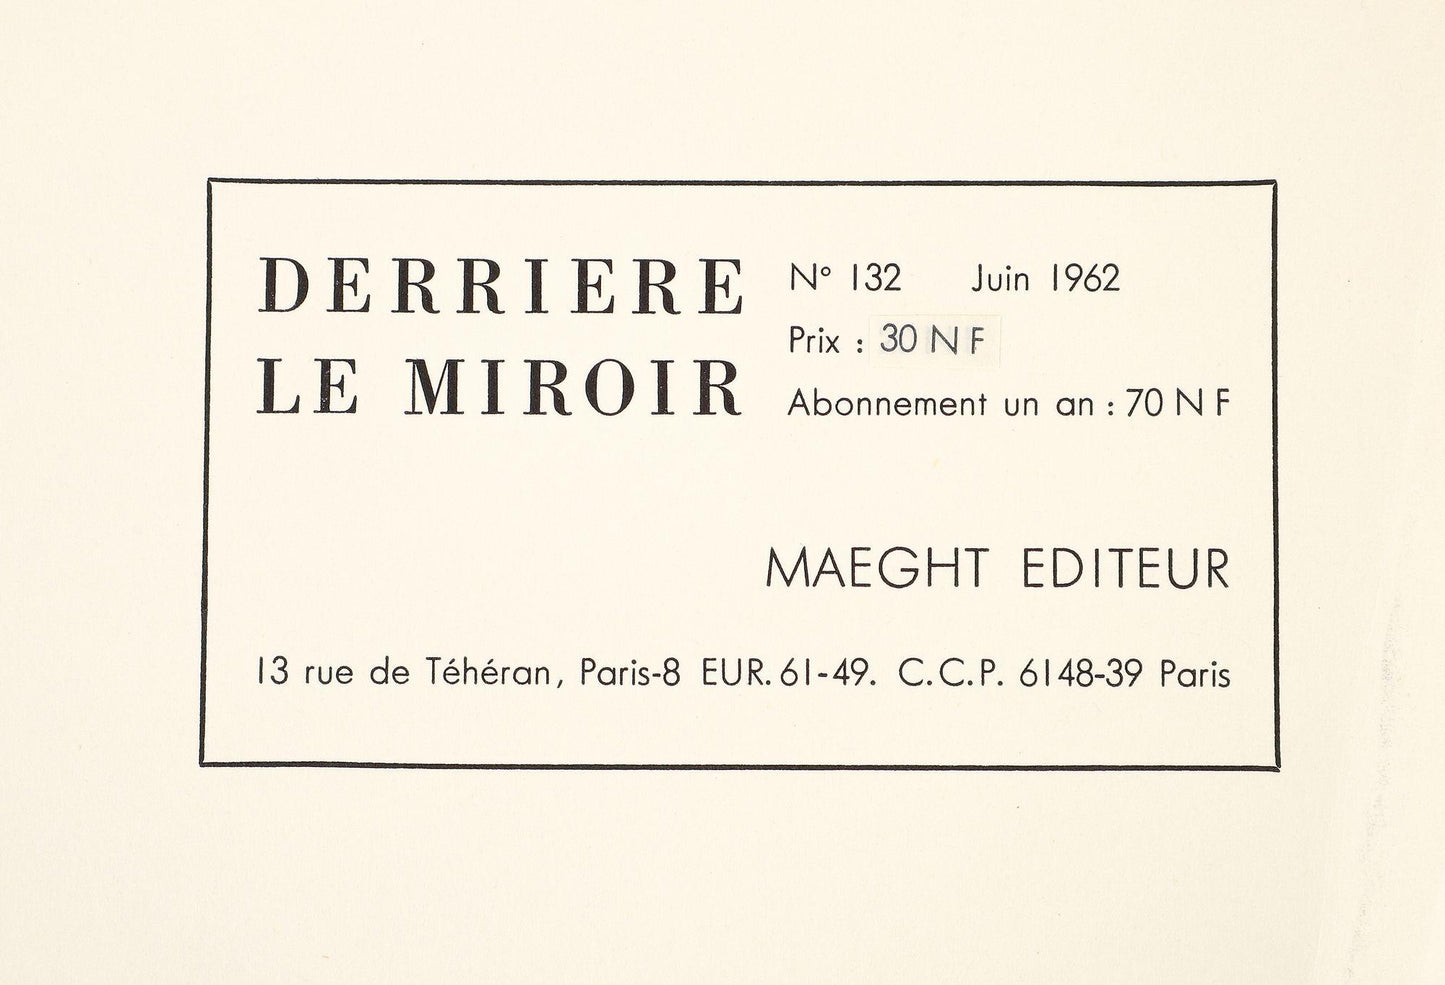 DERRIERE
LE MIROIR
N° 132 Juin 1962
Prix : 30 N F
Abonnement un an : 70 N F
MAEGHT EDITEUR
13 rue de Téhéran, Paris-8 EUR. 61-49. C.C.P. 6148-39 Paris